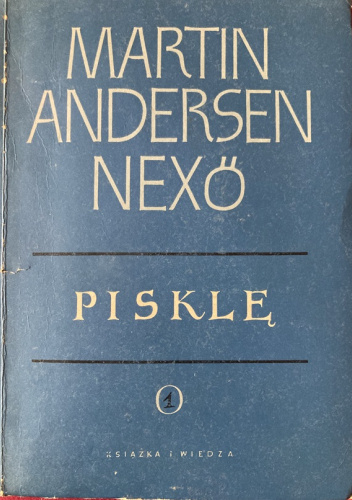 MARTIN
ANDERSEN
NEXÖ
PISKLĘ
1
KSIĄŻKA I WIEDZA